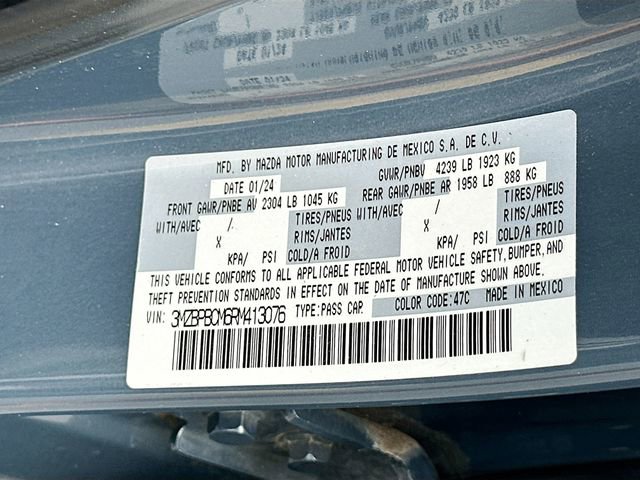 MFD. BY MAZDA MOTOR MANUFACTURING DE MEXICO S.A. DE C.V.
DATE 01/24 GVWR/PNBV 4239 LB 1923 KG
FRONT GAWR/PNBE AV 2304 LB 1045 KG REAR GAWR/PNBE AR 1958 LB 888 KG
WITH/AVEC / TIRES/PNEUS WITH/AVEC / TIRES/PNEUS
X RIMS/JANTES X RIMS/JANTES
KPA/ PSI COLD/A FROID KPA/ PSI COLD/A FROID
THIS VEHICLE CONFORMS TO ALL APPLICABLE FEDERAL MOTOR VEHICLE SAFETY, BUMPER, AND
THEFT PREVENTION STANDARDS IN EFFECT ON THE DATE OF MANUFACTURE SHOWN ABOVE.
VIN: 3MZBPBCM6RM413076 TYPE:PASS CAR COLOR CODE:47C MADE IN MEXICO